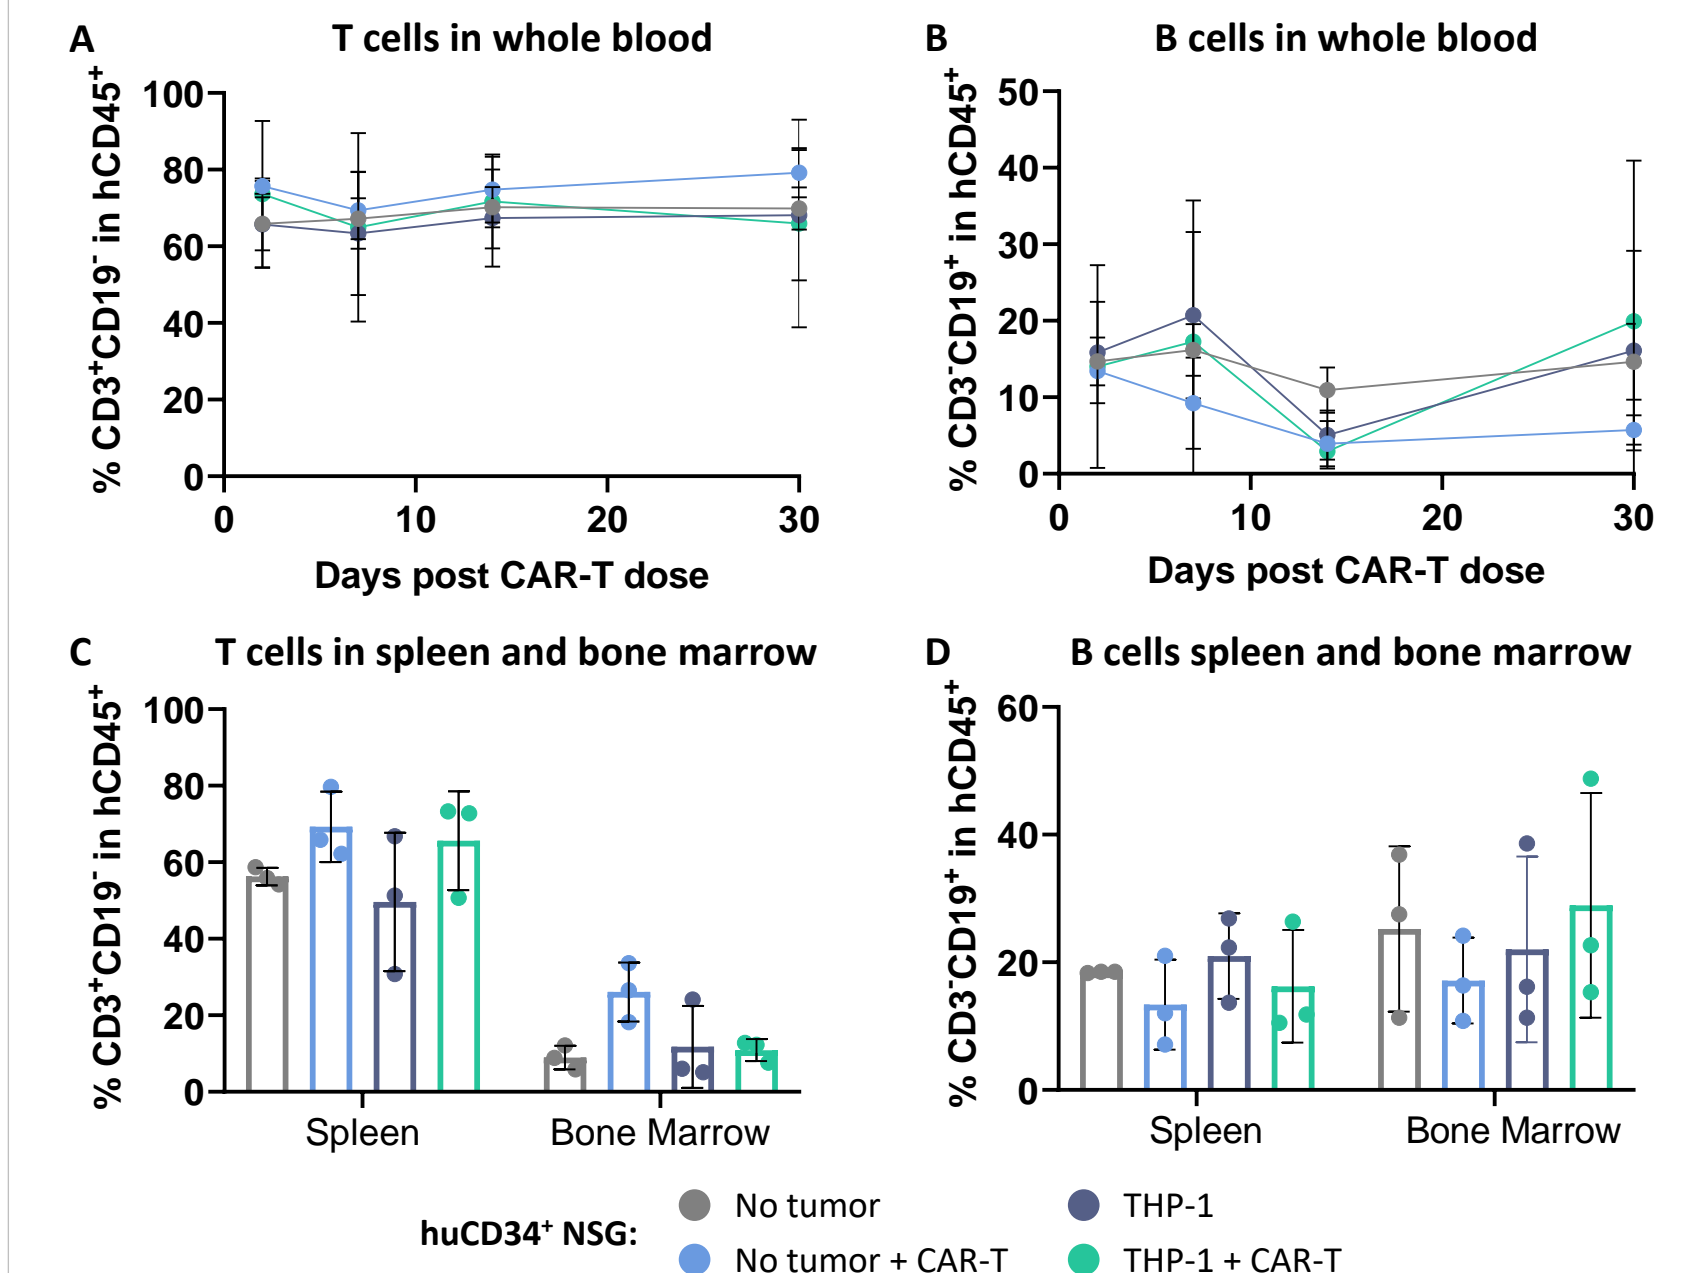 A T cells in whole blood
% CD3⁺CD19⁻ in hCD45⁺
100
80
60
40
20
0
0 10 20 30
Days post CAR-T dose
B B cells in whole blood
% CD3⁻CD19⁺ in hCD45⁺
50
40
30
20
10
0
0 10 20 30
Days post CAR-T dose
C T cells in spleen and bone marrow
% CD3⁺CD19⁻ in hCD45⁺
100
80
60
40
20
0
Spleen Bone Marrow
D B cells spleen and bone marrow
% CD3⁻CD19⁺ in hCD45⁺
60
40
20
0
Spleen Bone Marrow
huCD34⁺ NSG:
No tumor THP-1
No tumor + CAR-T THP-1 + CAR-T